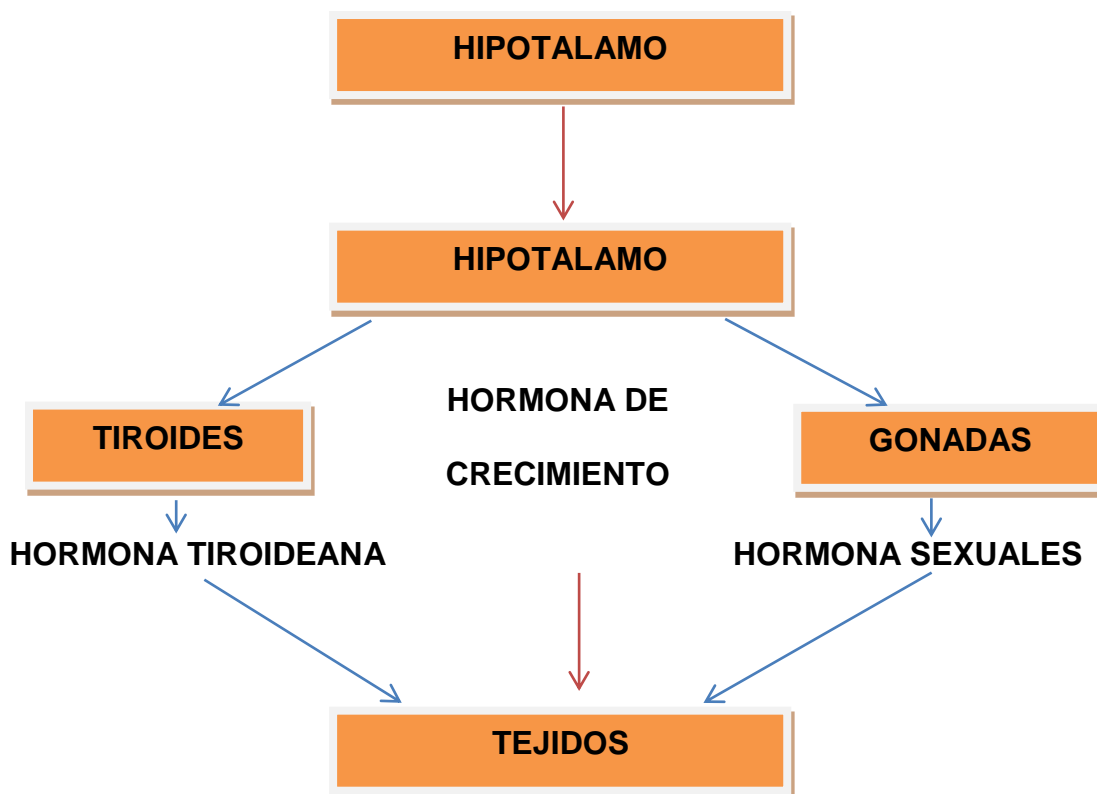 HIPOTALAMO
HIPOTALAMO
HORMONA DE
CRECIMIENTO
TIROIDES
GONADAS
HORMONA TIROIDEANA
HORMONA SEXUALES
TEJIDOS